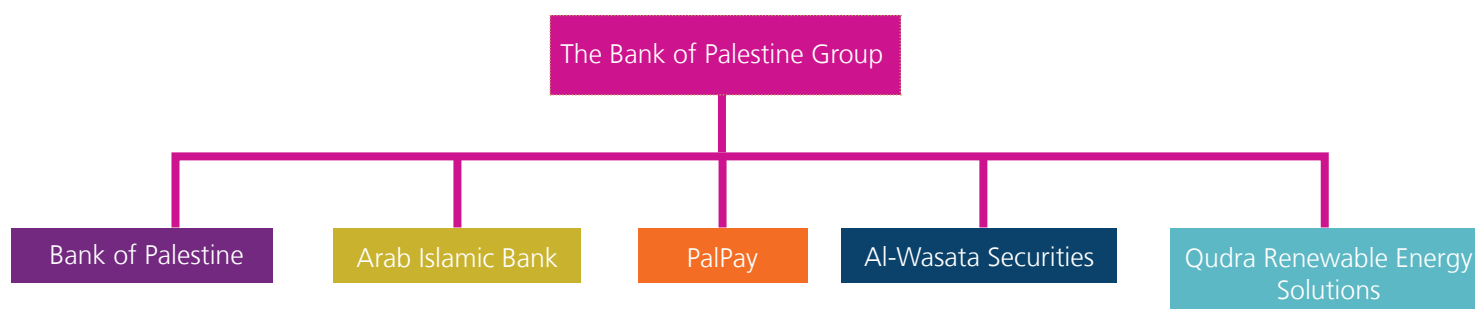 The Bank of Palestine Group
Bank of Palestine
Arab Islamic Bank
PalPay
Al-Wasata Securities
Qudra Renewable Energy
Solutions